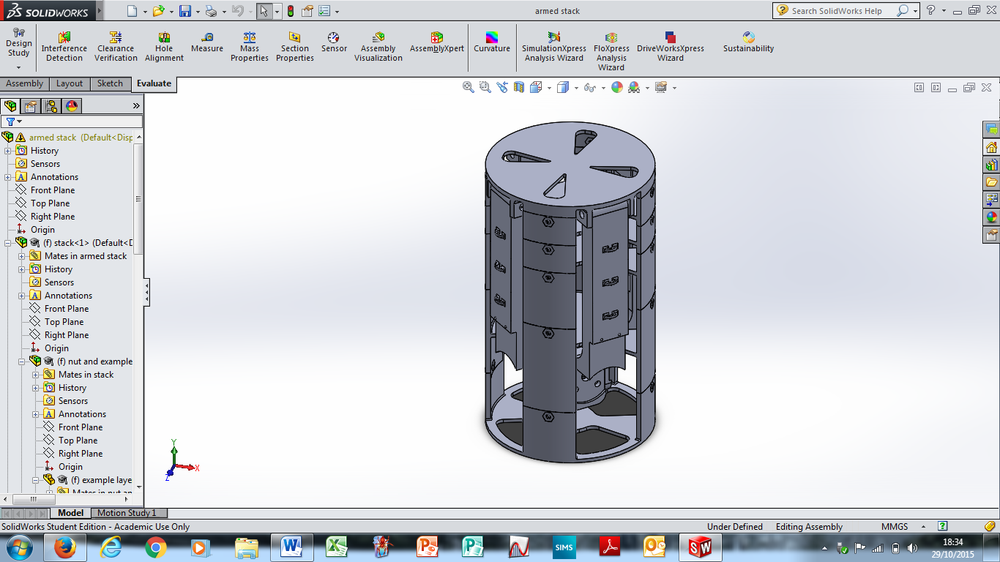 SOLIDWORKS
armed stack
Search SolidWorks Help
Design Study
Interference Detection
Clearance Verification
Hole Alignment
Measure
Mass Properties
Section Properties
Sensor
Assembly Visualization
AssemblyXpert
Curvature
SimulationXpress Analysis Wizard
FloXpress Analysis Wizard
DriveWorksXpress Wizard
Sustainability
Assembly
Layout
Sketch
Evaluate
armed stack (Default<Disp
History
Sensors
Annotations
Front Plane
Top Plane
Right Plane
Origin
(f) stack<1> (Default<D
Mates in armed stack
History
Sensors
Annotations
Front Plane
Top Plane
Right Plane
Origin
(f) nut and example
Mates in stack
History
Sensors
Annotations
Front Plane
Top Plane
Right Plane
Origin
(f) example laye
Mates in nut an
Y
X
Z
Model
Motion Study 1
SolidWorks Student Edition - Academic Use Only
Under Defined
Editing Assembly
MMGS
SIMS
SW
18:34
29/10/2015